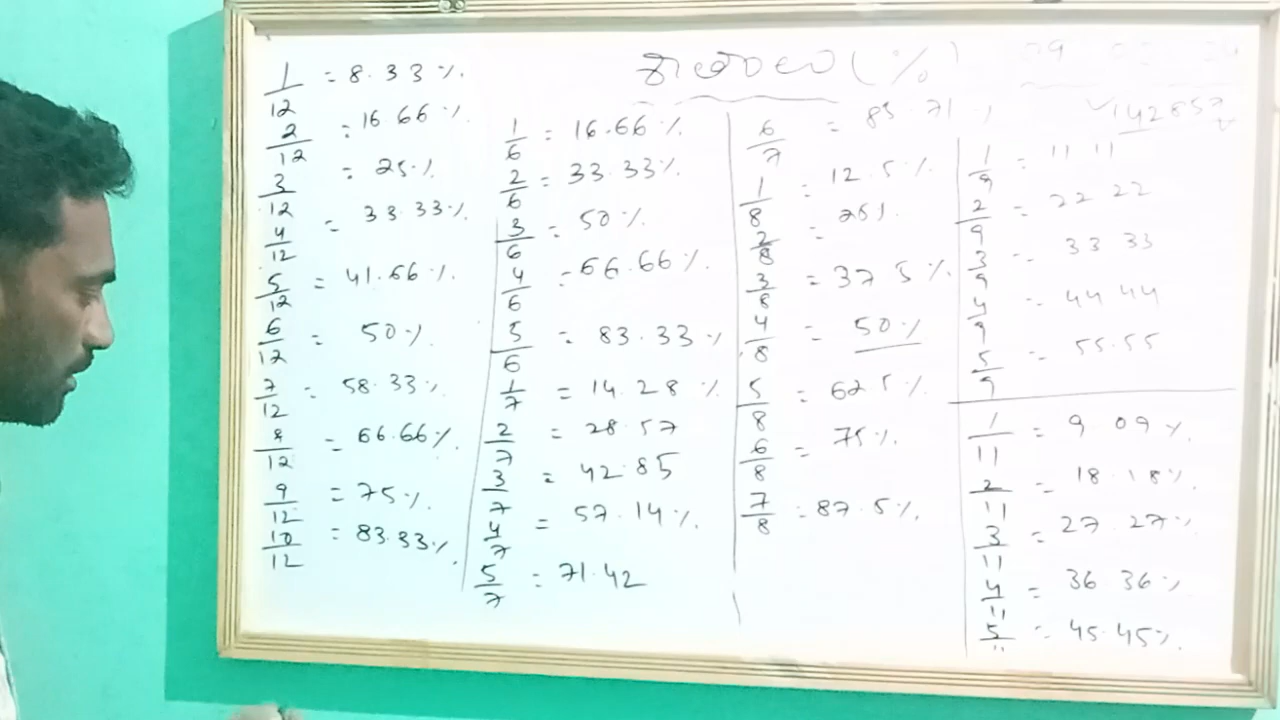 (%)
1/12 = 8.33%
2/12 = 16.66%
3/12 = 25%
4/12 = 33.33%
5/12 = 41.66%
6/12 = 50%
7/12 = 58.33%
8/12 = 66.66%
9/12 = 75%
10/12 = 83.33%
1/6 = 16.66%
2/6 = 33.33%
3/6 = 50%
4/6 = 66.66%
5/6 = 83.33%
1/7 = 14.28%
2/7 = 28.57
3/7 = 42.85
4/7 = 57.14%
5/7 = 71.42
6/7 = 85.71%
1/8 = 12.5%
2/8 = 25%
3/8 = 37.5%
4/8 = 50%
5/8 = 62.5%
6/8 = 75%
7/8 = 87.5%
142857
1/9 = 11 11
2/9 = 22 22
3/9 = 33 33
4/9 = 44 44
5/9 = 55.55
1/11 = 9 09%
2/11 = 18.18%
3/11 = 27.27%
4/11 = 36 36%
5/11 = 45.45%